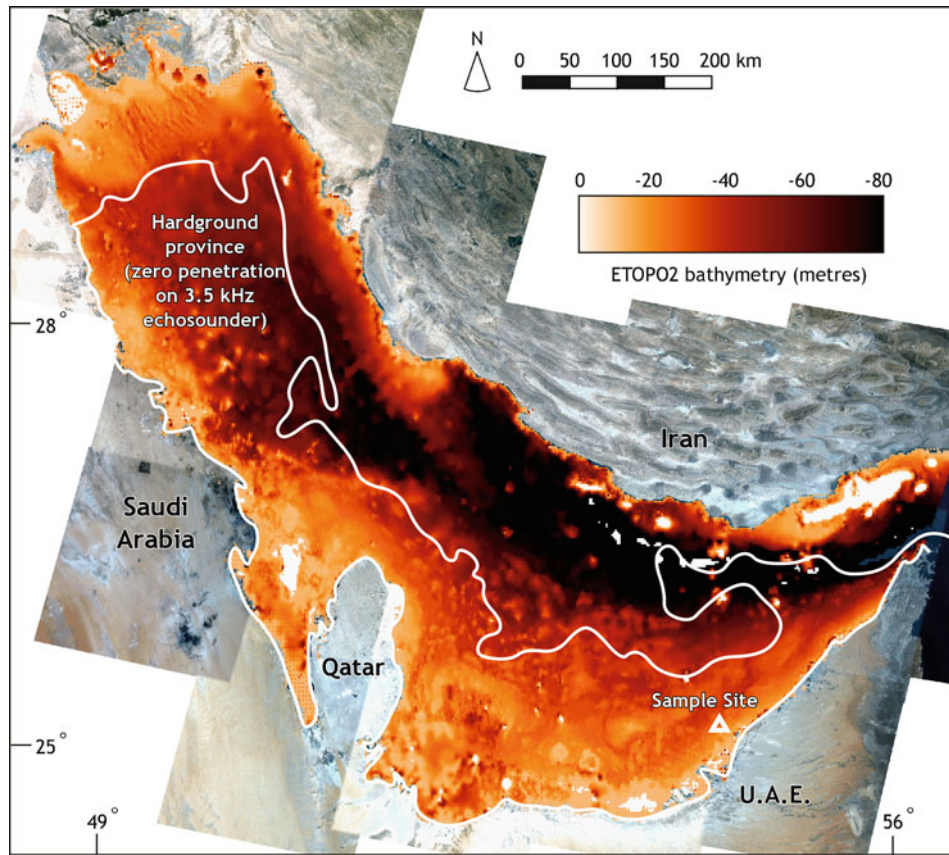 N
0 50 100 150 200 km
0 -20 -40 -60 -80
ETOPO2 bathymetry (metres)
Hardground
province
(zero penetration
on 3.5 kHz
echosounder)
28°
Iran
Saudi
Arabia
Qatar
Sample Site
25°
U.A.E.
49°
56°